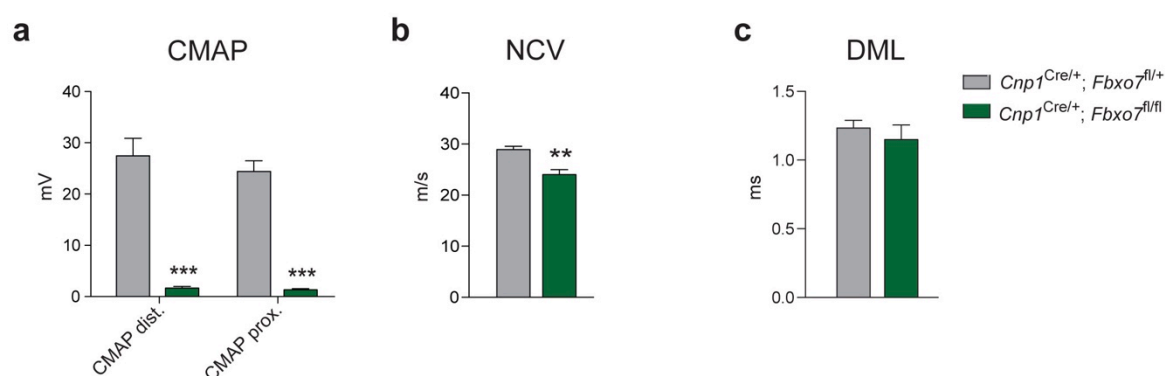 a
CMAP
mV
40
30
20
10
0
***
***
CMAP dist.
CMAP prox.
b
NCV
m/s
40
30
20
10
0
**
c
DML
ms
1.5
1.0
0.5
0.0
Cnp1Cre/+; Fbxo7fl/+
Cnp1Cre/+; Fbxo7fl/fl